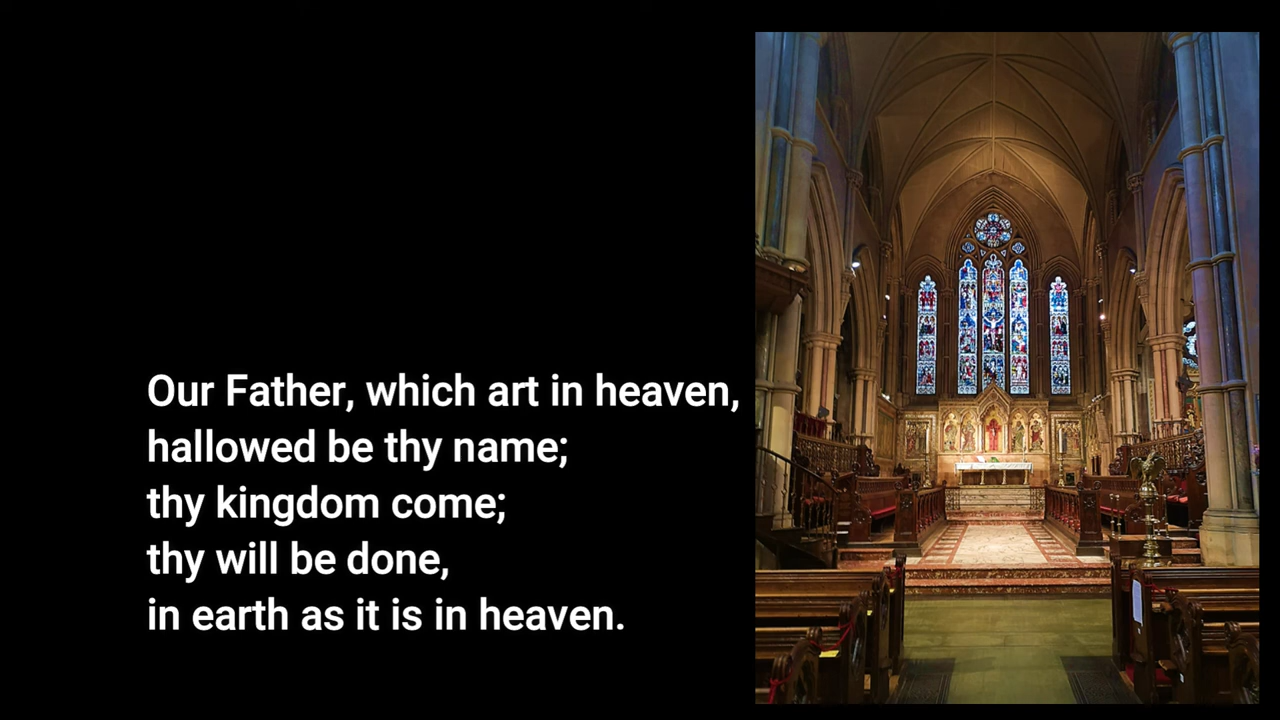 Our Father, which art in heaven,
hallowed be thy name;
thy kingdom come;
thy will be done,
in earth as it is in heaven.